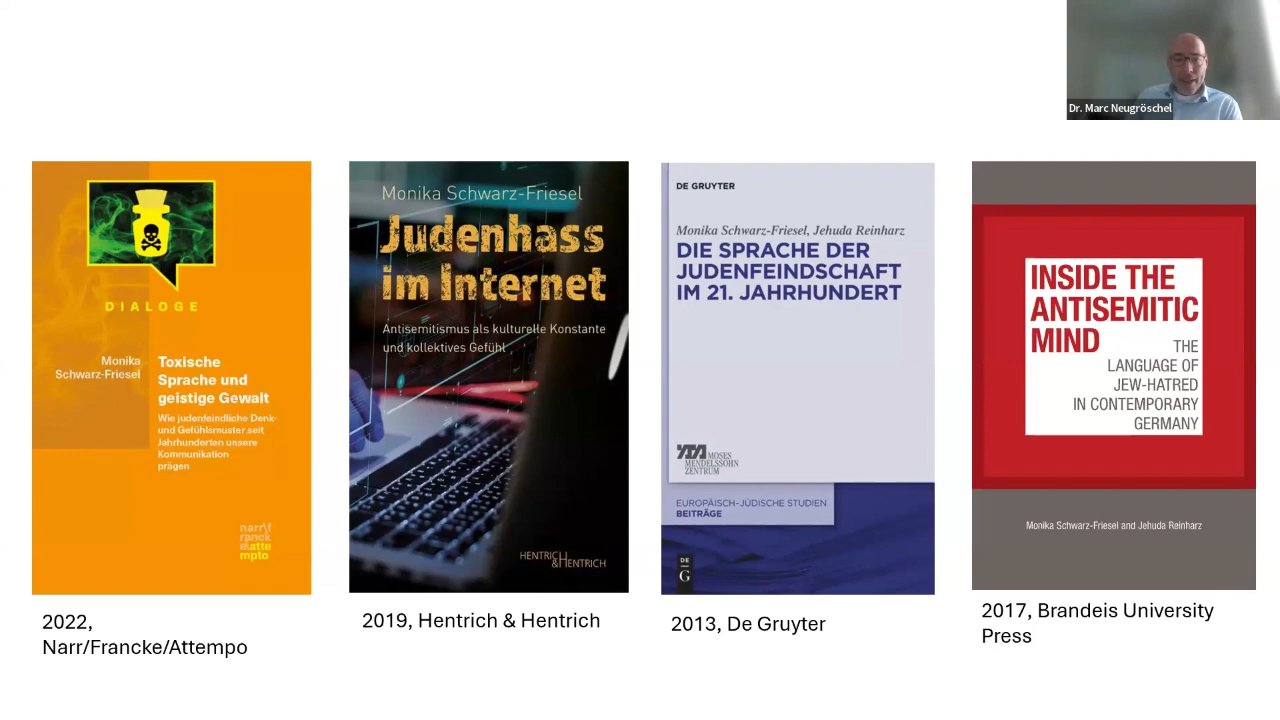 Dr. Marc Neugröschel
DIALOGE
Monika
Schwarz-Friesel
Toxische
Sprache und
geistige Gewalt
Wie judenfeindliche Denk-
und Gefühlsmuster seit
Jahrhunderten unsere
Kommunikation
prägen
narr\f
ranck
e\atte
mpto
2022,
Narr/Francke/Attempo
Monika Schwarz-Friesel
Judenhass
im Internet
Antisemitismus als kulturelle Konstante
und kollektives Gefühl
HENTRICH
&HENTRICH
2019, Hentrich & Hentrich
DE GRUYTER
Monika Schwarz-Friesel, Jehuda Reinharz
DIE SPRACHE DER
JUDENFEINDSCHAFT
IM 21. JAHRHUNDERT
MOSES
MENDELSSOHN
ZENTRUM
EUROPÄISCH-JÜDISCHE STUDIEN
BEITRÄGE
DE
G
2013, De Gruyter
INSIDE THE
ANTISEMITIC
MIND
THE
LANGUAGE OF
JEW-HATRED
IN CONTEMPORARY
GERMANY
Monika Schwarz-Friesel and Jehuda Reinharz
2017, Brandeis University
Press